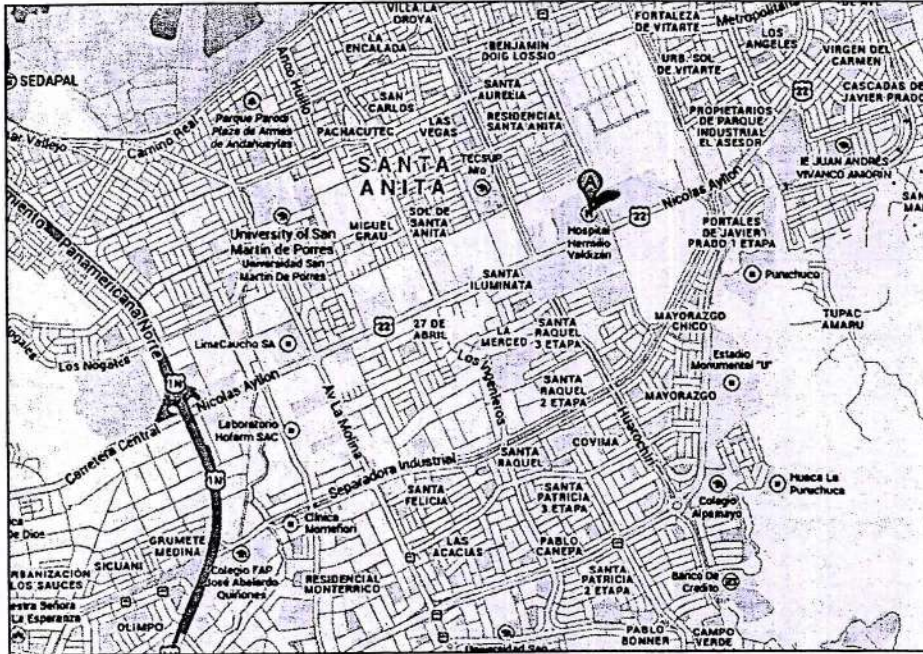 VILLA LA
OROYA
LA
ENCALADA
BENJAMIN
DOIG LOSSIO
FORTALEZA
DE VITARTE
Metropolitana
LOS
ANGELES
VIRGEN DEL
CARMEN
SEDAPAL
SAN
CARLOS
SANTA
AURELIA
URB. SOL
DE VITARTE
22
CASCADAS DE
JAVIER PRADO
Parque Parodi
Plaza de Armas
de Andahuaylas
PACHACUTEC
LAS
VEGAS
RESIDENCIAL
SANTA ANITA
PROPIETARIOS
DE PARQUE
INDUSTRIAL
EL ASESOR
Camino Real
SANTA
ANITA
TECSUP
Nro 1
A
IE JUAN ANDRÉS
VIVANCO AMORIN
Nicolas Ayllon
22
H
Hospital
Hermilio
Valdizán
University of San
Martin de Porres
Universidad San
Martin De Porres
MIGUEL
GRAU
SOL DE
SANTA
ANITA
PORTALES
DE JAVIER
PRADO 1 ETAPA
Panamericana Norte
SANTA
ILUMINATA
Puruchuco
TUPAC
AMARU
22
27 DE
ABRIL
LA
MERCED
SANTA
RAQUEL
3 ETAPA
MAYORAZGO
CHICO
LimaCaucho SA
Los Nogales
Estadio
Monumental "U"
1N
Nicolas Ayllon
Av La Molina
SANTA
RAQUEL
2 ETAPA
MAYORAZGO
Huarochiri
Carretera Central
Laboratorio
Hofarm SAC
COVIMA
Separadora Industrial
SANTA
RAQUEL
1N
SANTA
FELICIA
SANTA
PATRICIA
3 ETAPA
Colegio
Alpamayo
Huaca La
Puruchuca
Clínica
Montefiori
GRUMETE
MEDINA
LAS
ACACIAS
PABLO
CANEPA
SICUANI
Colegio FAP
José Abelardo
Quiñones
RESIDENCIAL
MONTERRICO
SANTA
PATRICIA
2 ETAPA
Banco De
Credito
URBANIZACIÓN
LOS SAUCES
La Esperanza
OLIMPO
PABLO
BONNER
CAMPO
VERDE